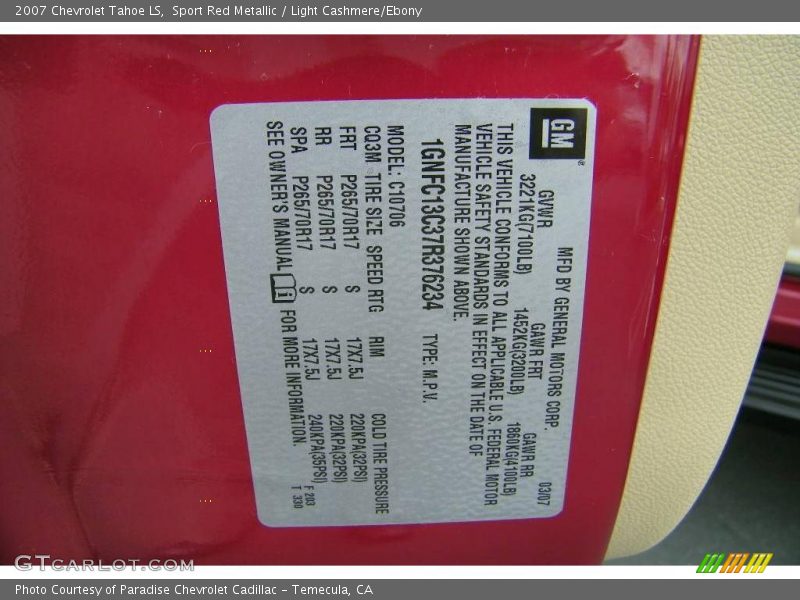 2007 Chevrolet Tahoe LS, Sport Red Metallic / Light Cashmere/Ebony
GM
MFD BY GENERAL MOTORS CORP. 03/07
GVWR GAWR FRT GAWR RR
3221KG(7100LB) 1452KG(3200LB) 1860KG(4100LB)
THIS VEHICLE CONFORMS TO ALL APPLICABLE U.S. FEDERAL MOTOR
VEHICLE SAFETY STANDARDS IN EFFECT ON THE DATE OF
MANUFACTURE SHOWN ABOVE.
1GNFC13C37R376234 TYPE: M.P.V.
MODEL: C10706
CQ3M TIRE SIZE SPEED RTG RIM COLD TIRE PRESSURE
FRT P265/70R17 S 17X7.5J 220KPA(32PSI)
RR P265/70R17 S 17X7.5J 220KPA(32PSI)
SPA P265/70R17 S 17X7.5J 240KPA(35PSI)
SEE OWNER'S MANUAL i FOR MORE INFORMATION.
F 203
T 330
GTCARLOT.COM
Photo Courtesy of Paradise Chevrolet Cadillac - Temecula, CA